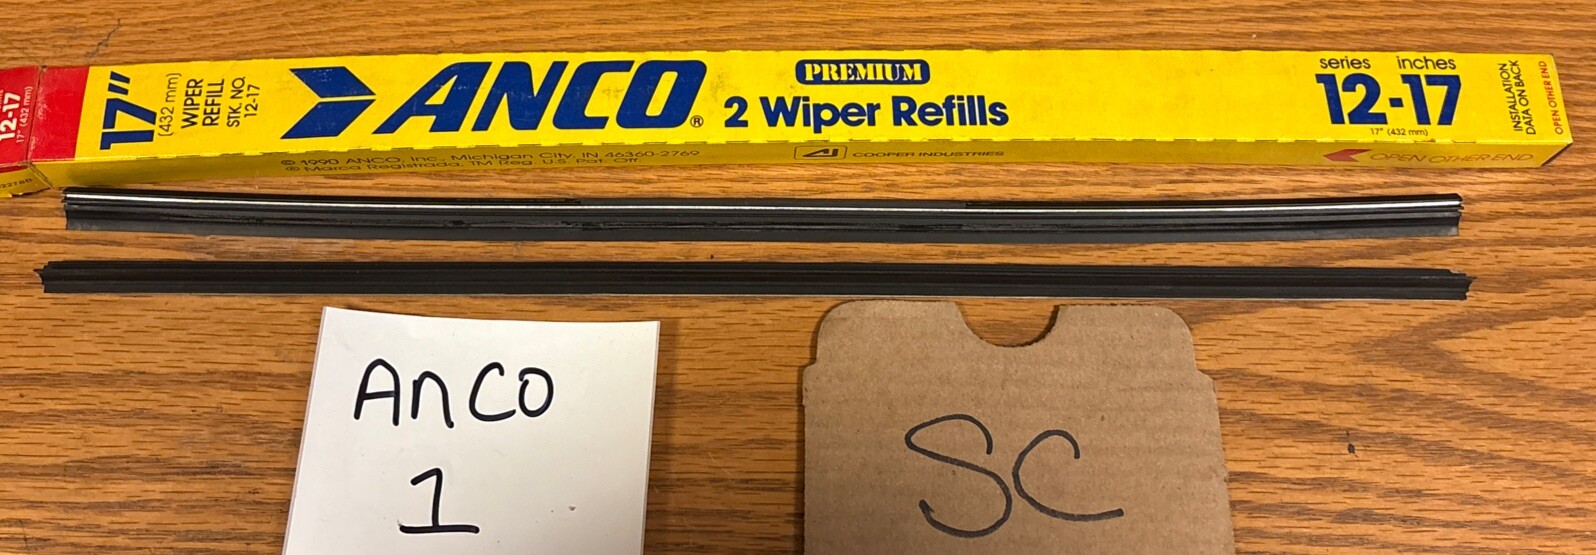 12-17
17" (432 mm)
17"
(432 mm)
WIPER
REFILL
STK. NO.
12-17
ANCO®
PREMIUM
2 Wiper Refills
series inches
12-17
17" (432 mm)
INSTALLATION
DATA ON BACK
OPEN OTHER END
© 1990 ANCO, Inc., Michigan City, IN 46360-2769
® Marca Registrada, TM Reg. U.S. Pat. Off.
COOPER INDUSTRIES
OPEN OTHER END
ANCO
1
SC